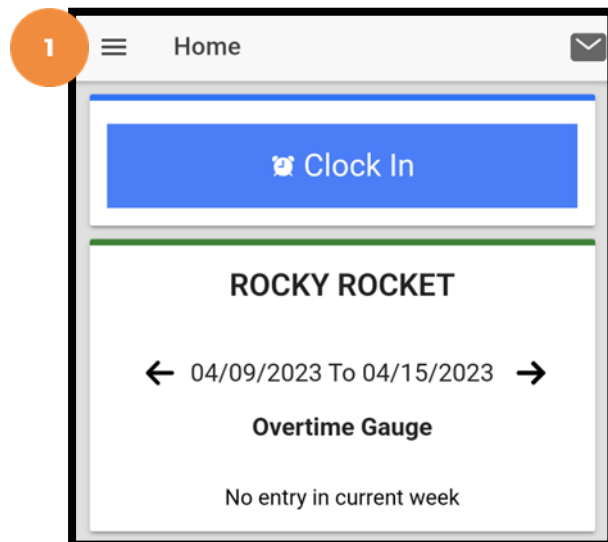 1
Home
Clock In
ROCKY ROCKET
04/09/2023 To 04/15/2023
Overtime Gauge
No entry in current week